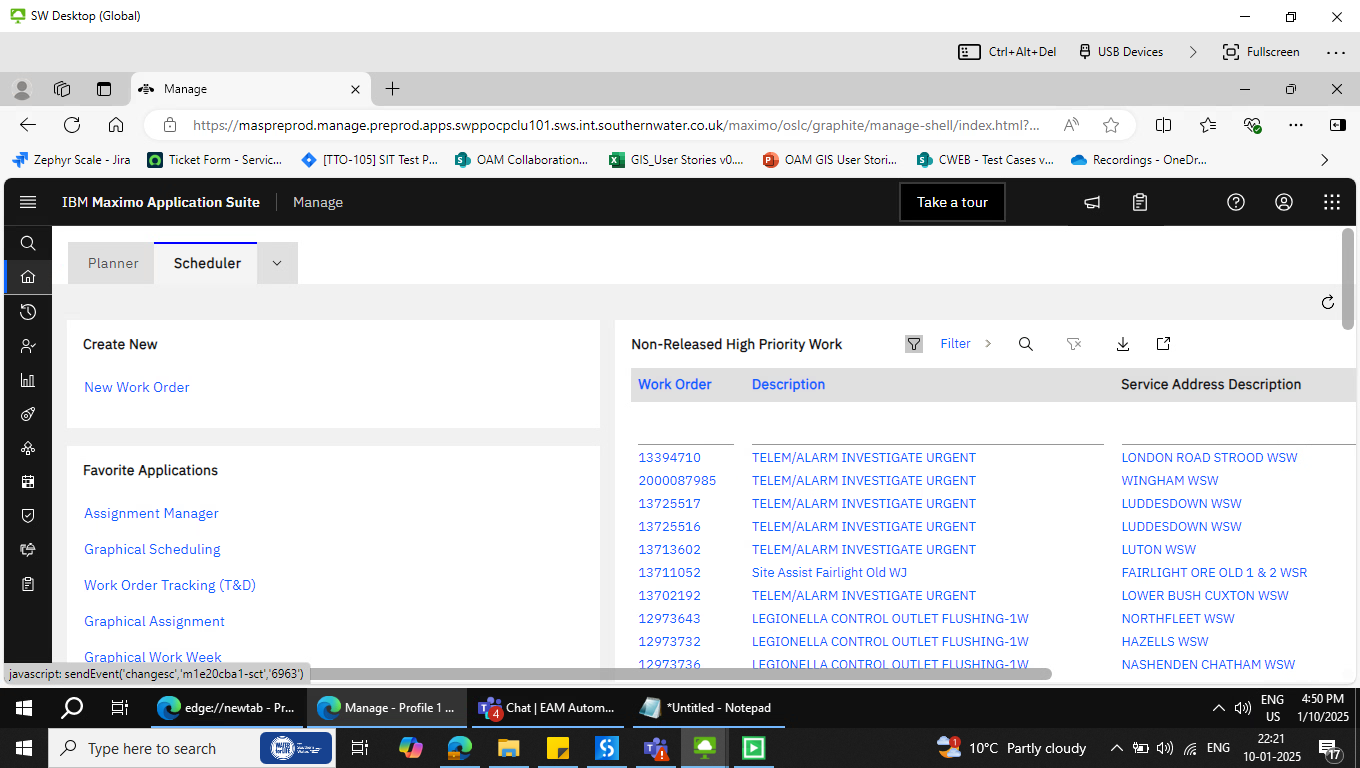 SW Desktop (Global)
Ctrl+Alt+Del USB Devices Fullscreen
Manage
https://maspreprod.manage.preprod.apps.swppocpclu101.sws.int.southernwater.co.uk/maximo/oslc/graphite/manage-shell/index.html?...
Zephyr Scale - Jira Ticket Form - Servic... [TTO-105] SIT Test P... OAM Collaboration... GIS_User Stories v0.... OAM GIS User Stori... CWEB - Test Cases v... Recordings - OneDr...
IBM Maximo Application Suite Manage Take a tour
Planner Scheduler
Create New
New Work Order
Favorite Applications
Assignment Manager
Graphical Scheduling
Work Order Tracking (T&D)
Graphical Assignment
Graphical Work Week
Non-Released High Priority Work Filter
Work Order Description Service Address Description
13394710 TELEM/ALARM INVESTIGATE URGENT LONDON ROAD STROOD WSW
2000087985 TELEM/ALARM INVESTIGATE URGENT WINGHAM WSW
13725517 TELEM/ALARM INVESTIGATE URGENT LUDDESDOWN WSW
13725516 TELEM/ALARM INVESTIGATE URGENT LUDDESDOWN WSW
13713602 TELEM/ALARM INVESTIGATE URGENT LUTON WSW
13711052 Site Assist Fairlight Old WJ FAIRLIGHT ORE OLD 1 & 2 WSR
13702192 TELEM/ALARM INVESTIGATE URGENT LOWER BUSH CUXTON WSW
12973643 LEGIONELLA CONTROL OUTLET FLUSHING-1W NORTHFLEET WSW
12973732 LEGIONELLA CONTROL OUTLET FLUSHING-1W HAZELLS WSW
12973736 LEGIONELLA CONTROL OUTLET FLUSHING-1W NASHENDEN CHATHAM WSW
javascript: sendEvent('changesc','m1e20cba1-sct','6963')
edge://newtab - Pr... Manage - Profile 1 ... 4 Chat | EAM Autom... *Untitled - Notepad ENG US 4:50 PM 1/10/2025
Type here to search 1 10°C Partly cloudy ENG 22:21 10-01-2025 17